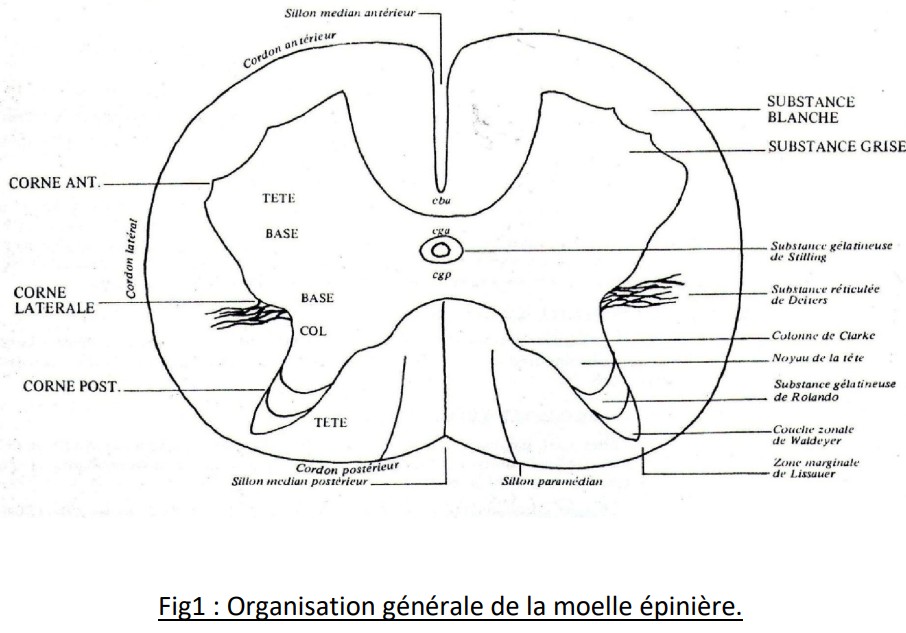 Sillon median antérieur
Cordon antérieur
SUBSTANCE
BLANCHE
SUBSTANCE GRISE
CORNE ANT.
TETE
cba
BASE
cga
Cordon latéral
Substance gélatineuse
de Stilling
cgp
CORNE
LATERALE
BASE
Substance réticulée
de Deiters
COL
Colonne de Clarke
Noyau de la tête
CORNE POST.
Substance gélatineuse
de Rolando
TETE
Couche zonale
de Waldeyer
Cordon postérieur
Zone marginale
de Lissauer
Sillon median postérieur
Sillon paramédian
Fig1 : Organisation générale de la moelle épinière.